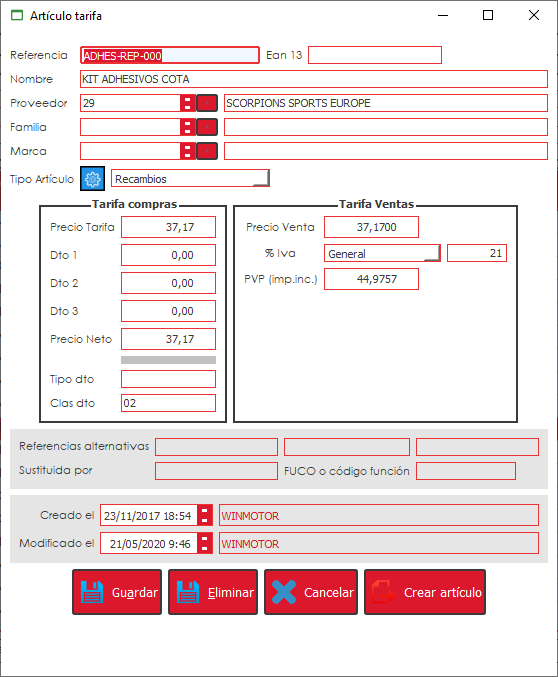 Artículo tarifa
Referencia ADHES-REP-000 Ean 13
Nombre KIT ADHESIVOS COTA
Proveedor 29 SCORPIONS SPORTS EUROPE
Familia
Marca
Tipo Artículo Recambios
Tarifa compras
Precio Tarifa 37,17
Dto 1 0,00
Dto 2 0,00
Dto 3 0,00
Precio Neto 37,17
Tipo dto
Clas dto 02
Tarifa Ventas
Precio Venta 37,1700
% Iva General 21
PVP (imp.inc.) 44,9757
Referencias alternativas
Sustituida por FUCO o código función
Creado el 23/11/2017 18:54 WINMOTOR
Modificado el 21/05/2020 9:46 WINMOTOR
Guardar Eliminar Cancelar Crear artículo